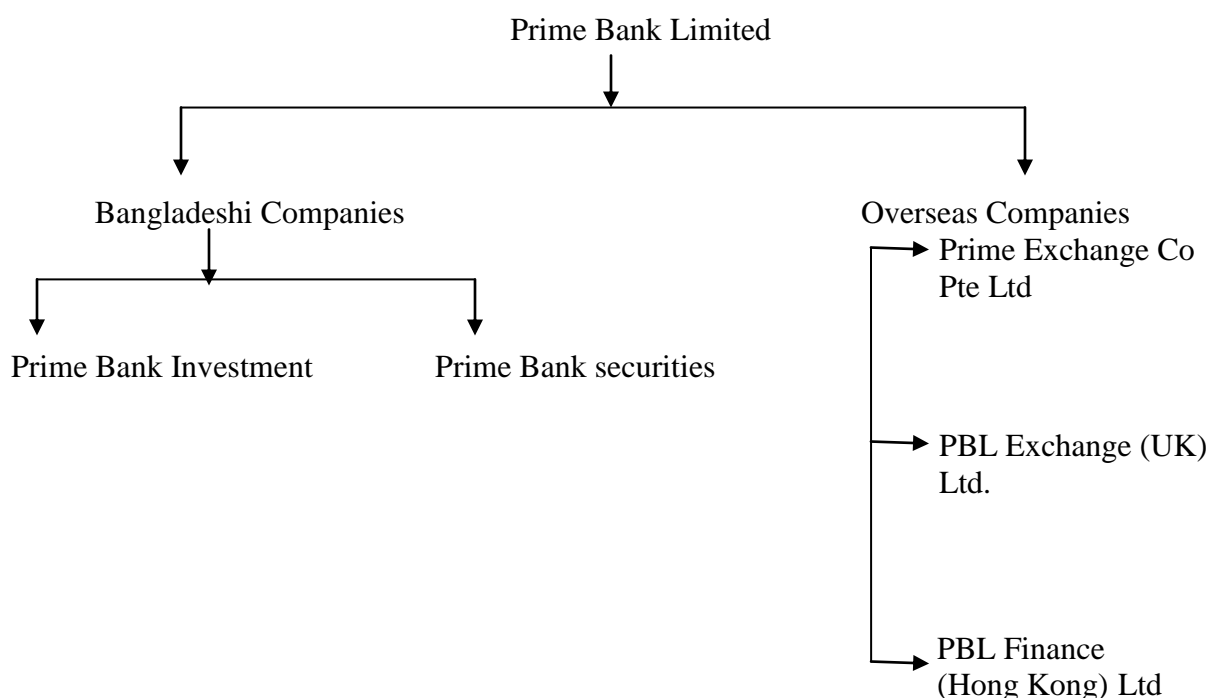 Prime Bank Limited
Bangladeshi Companies
Overseas Companies
Prime Exchange Co
Pte Ltd
Prime Bank Investment
Prime Bank securities
PBL Exchange (UK)
Ltd.
PBL Finance
(Hong Kong) Ltd